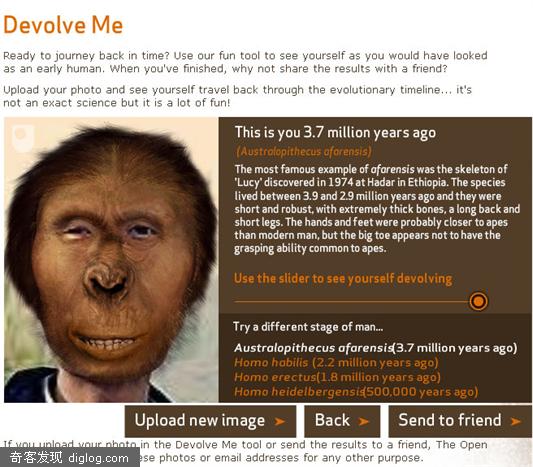 Devolve Me
Ready to journey back in time? Use our fun tool to see yourself as you would have looked
as an early human. When you've finished, why not share the results with a friend?
Upload your photo and see yourself travel back through the evolutionary timeline... it's
not an exact science but it is a lot of fun!
This is you 3.7 million years ago
(Australopithecus afarensis)
The most famous example of afarensis was the skeleton of
'Lucy' discovered in 1974 at Hadar in Ethiopia. The species
lived between 3.9 and 2.9 million years ago and they were
short and robust, with extremely thick bones, a long back and
short legs. The hands and feet were probably closer to apes
than modern man, but the big toe appears not to have the
grasping ability common to apes.
Use the slider to see yourself devolving
Try a different stage of man...
Australopithecus afarensis(3.7 million years ago)
Homo habilis (2.2 million years ago)
Homo erectus(1.8 million years ago)
Homo heidelbergensis(500,000 years ago)
Upload new image ➤ Back ➤ Send to friend ➤
If you upload your photo in the Devolve Me tool or send the results to a friend, The Open
these photos or email addresses for any other purpose.
奇客发现 diglog.com